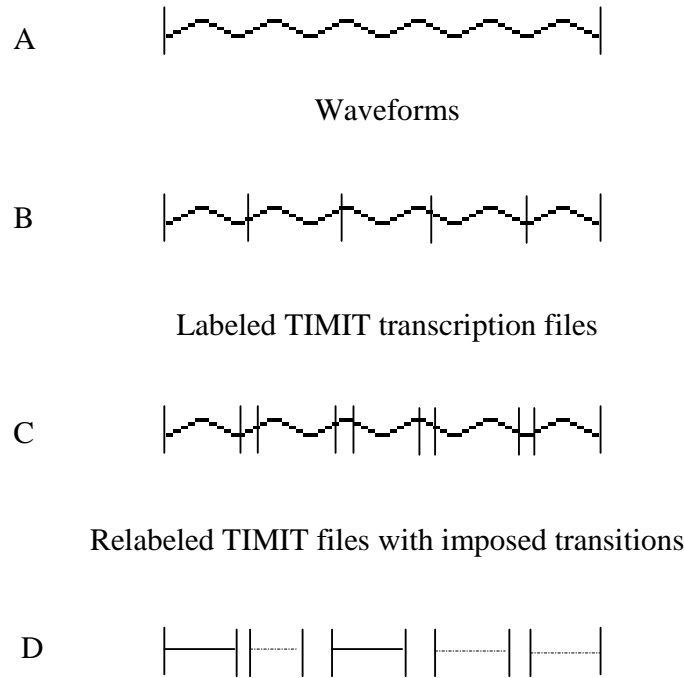 A
Waveforms
B
Labeled TIMIT transcription files
C
Relabeled TIMIT files with imposed transitions
D